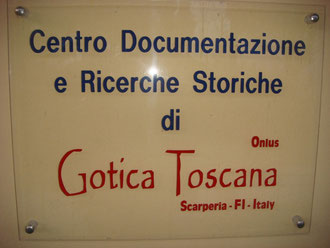 Centro Documentazione
e Ricerche Storiche
di
Onlus
Gotica Toscana
Scarperia - FI - Italy